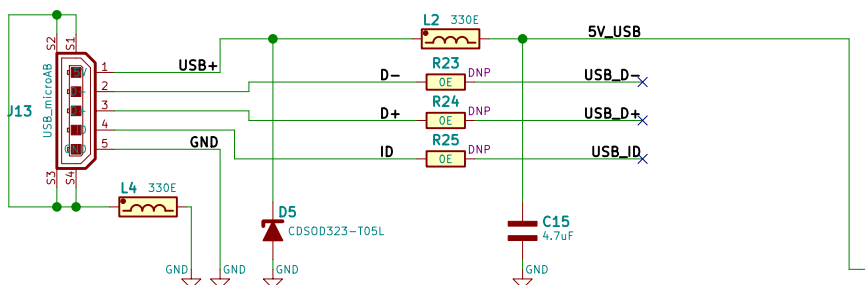 L2 330E
5V_USB
S2 S1
USB+
1
R23 DNP
D- 0E USB_D-
2
R24 DNP
3
D+ 0E USB_D+
J13 USB_microAB
4
R25 DNP
GND
ID 0E USB_ID
5
S3 S4
L4 330E
D5
CDSOD323-T05L
C15
4.7uF
GND GND GND GND